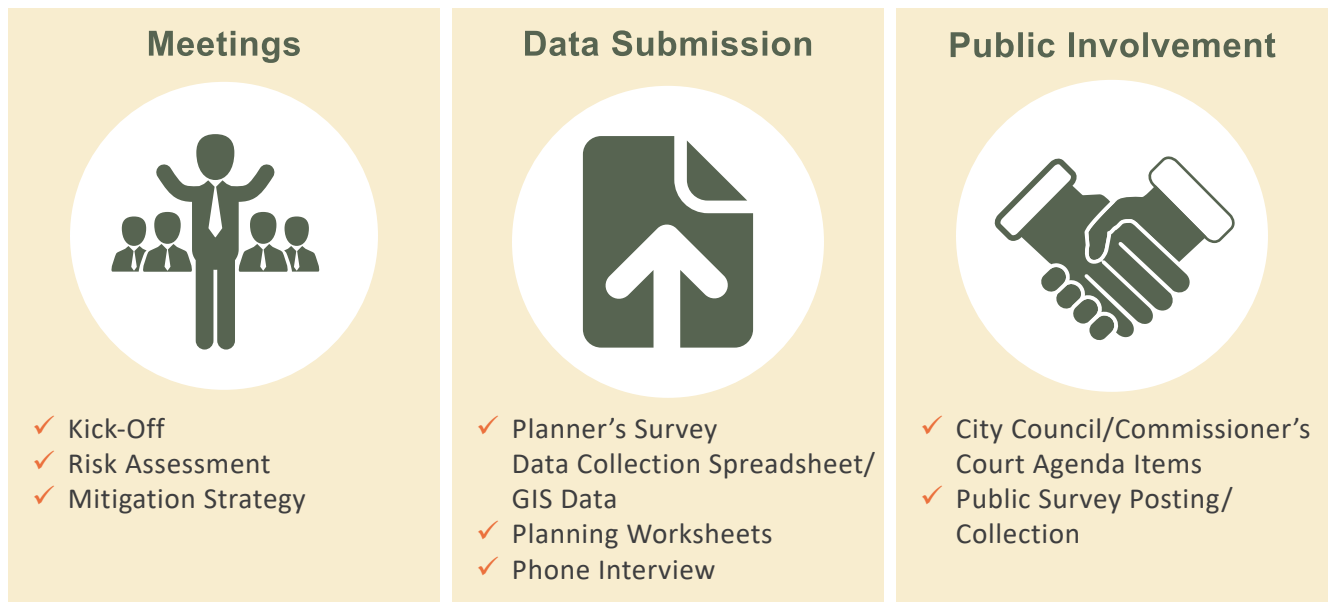 Meetings
✓ Kick-Off
✓ Risk Assessment
✓ Mitigation Strategy
Data Submission
✓ Planner’s Survey
Data Collection Spreadsheet/
GIS Data
✓ Planning Worksheets
✓ Phone Interview
Public Involvement
✓ City Council/Commissioner’s
Court Agenda Items
✓ Public Survey Posting/
Collection